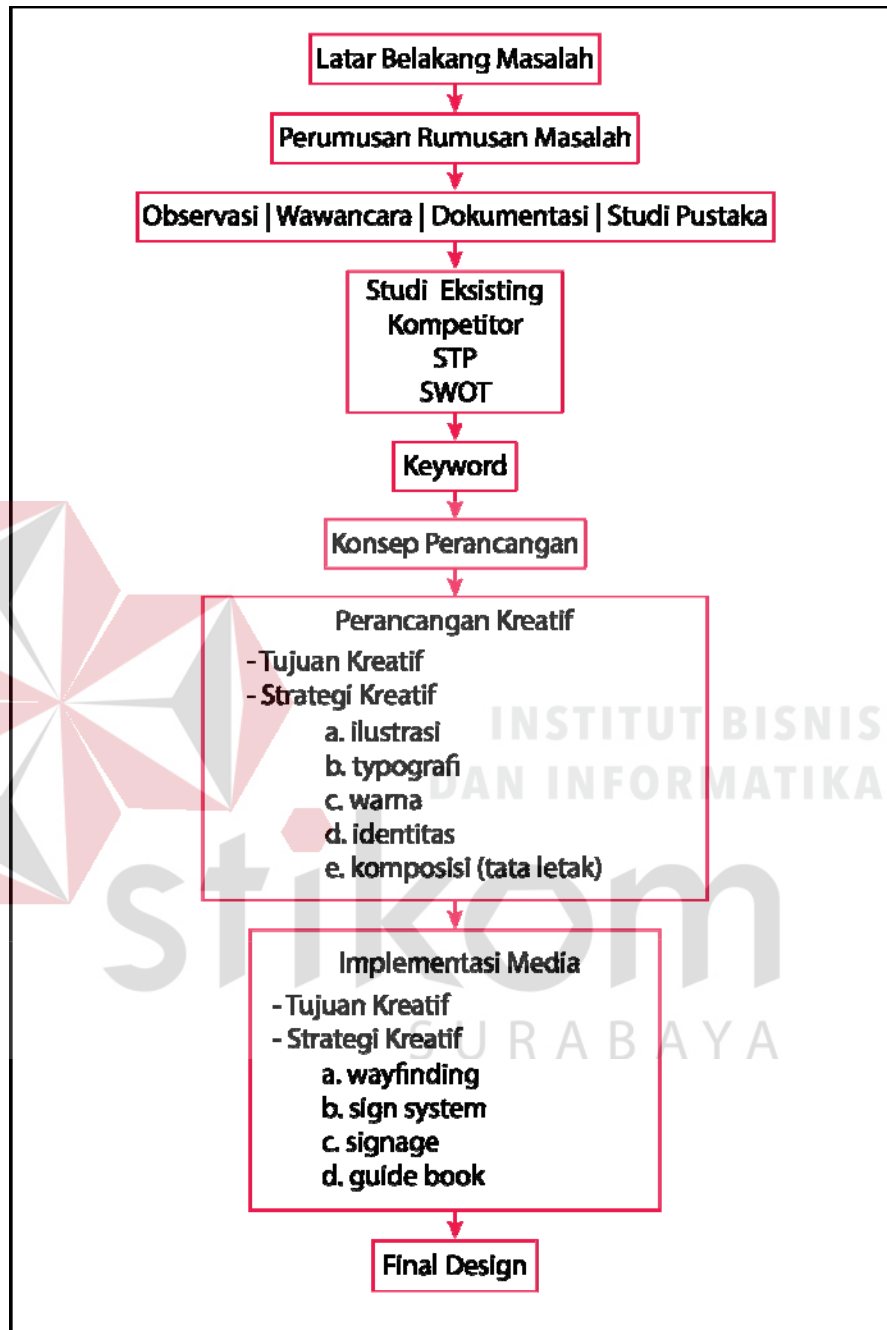 Latar Belakang Masalah
Perumusan Rumusan Masalah
Observasi | Wawancara | Dokumentasi | Studi Pustaka
Studi Eksisting
Kompetitor
STP
SWOT
Keyword
Konsep Perancangan
Perancangan Kreatif
- Tujuan Kreatif
- Strategi Kreatif
a. ilustrasi
b. typografi
c. warna
d. identitas
e. komposisi (tata letak)
INSTITUT BISNIS
DAN INFORMATIKA
stikom
SURABAYA
Implementasi Media
- Tujuan Kreatif
- Strategi Kreatif
a. wayfinding
b. sign system
c. signage
d. guide book
Final Design